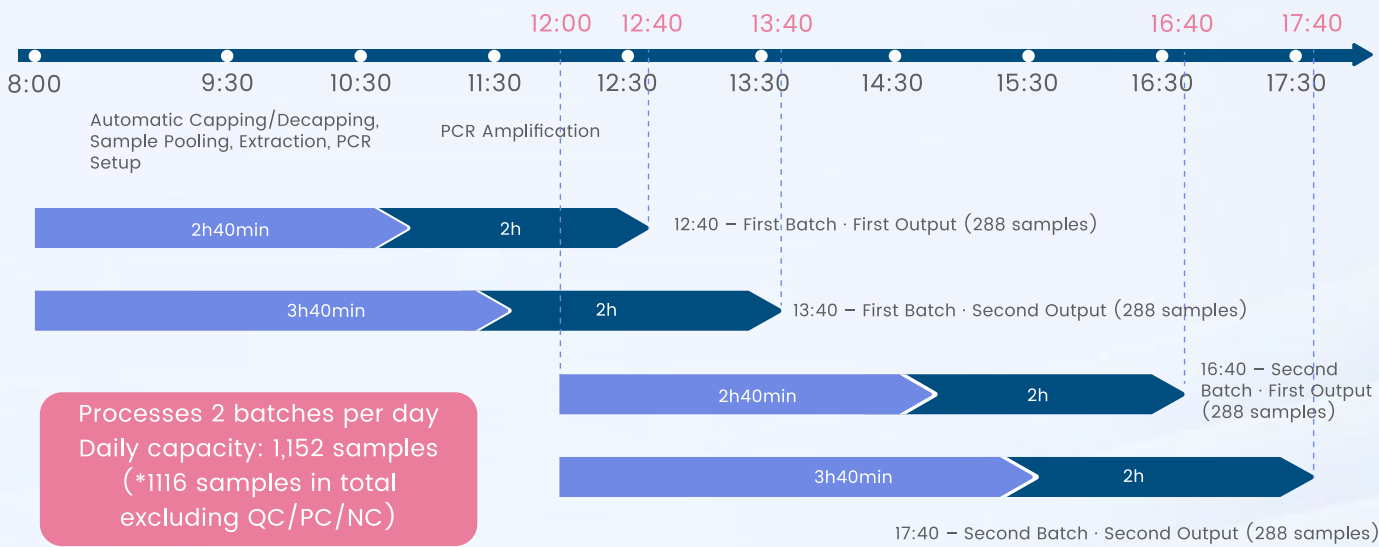 12:00 12:40 13:40 16:40 17:40
8:00 9:30 10:30 11:30 12:30 13:30 14:30 15:30 16:30 17:30
Automatic Capping/Decapping,
Sample Pooling, Extraction, PCR
Setup
PCR Amplification
2h40min 2h
12:40 – First Batch · First Output (288 samples)
3h40min 2h
13:40 – First Batch · Second Output (288 samples)
2h40min 2h
16:40 – Second
Batch · First Output
(288 samples)
3h40min 2h
17:40 – Second Batch · Second Output (288 samples)
Processes 2 batches per day
Daily capacity: 1,152 samples
(*1116 samples in total
excluding QC/PC/NC)